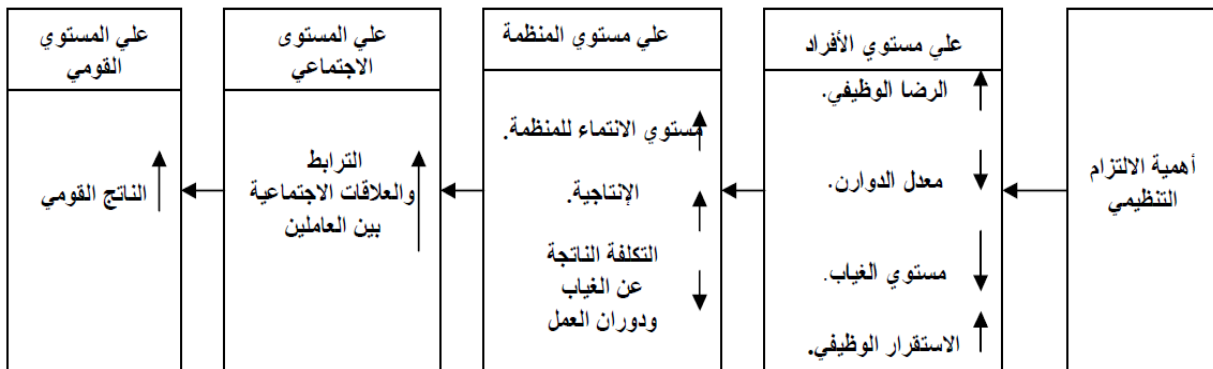 أهمية الالتزام
التنظيمي
علي مستوي الأفراد
الرضا الوظيفي.
معدل الدوارن.
مستوي الغياب.
الاستقرار الوظيفي.
علي مستوي المنظمة
مستوي الانتماء للمنظمة.
الإنتاجية.
التكلفة الناتجة
عن الغياب
ودوران العمل
علي المستوى
الاجتماعي
الترابط
والعلاقات الاجتماعية
بين العاملين
علي المستوي
القومي
الناتج القومي